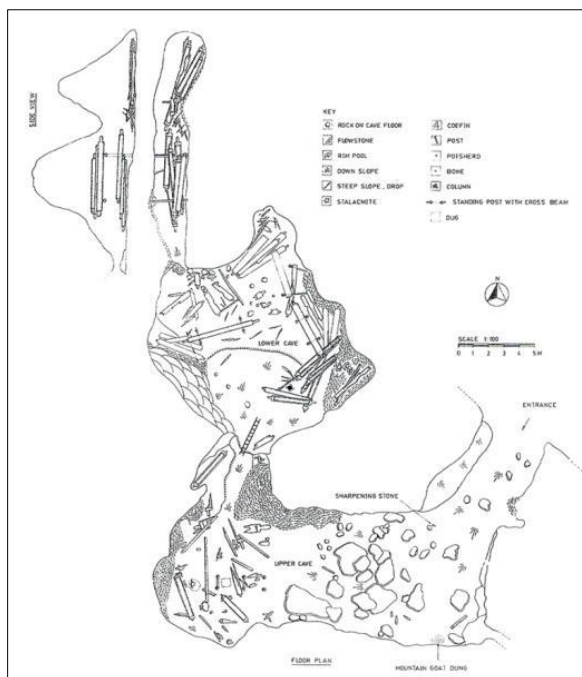 SIDE VIEW
KEY
ROCK ON CAVE FLOOR
FLOWSTONE
RIM POOL
DOWN SLOPE
STEEP SLOPE, DROP
STALAGMITE
COFFIN
POST
POTSHERD
BONE
COLUMN
STANDING POST WITH CROSS BEAM
DUG
N
SCALE 1:100
0 1 2 3 4 5 M
LOWER CAVE
ENTRANCE
SHARPENING STONE
UPPER CAVE
FLOOR PLAN
MOUNTAIN GOAT DUNG